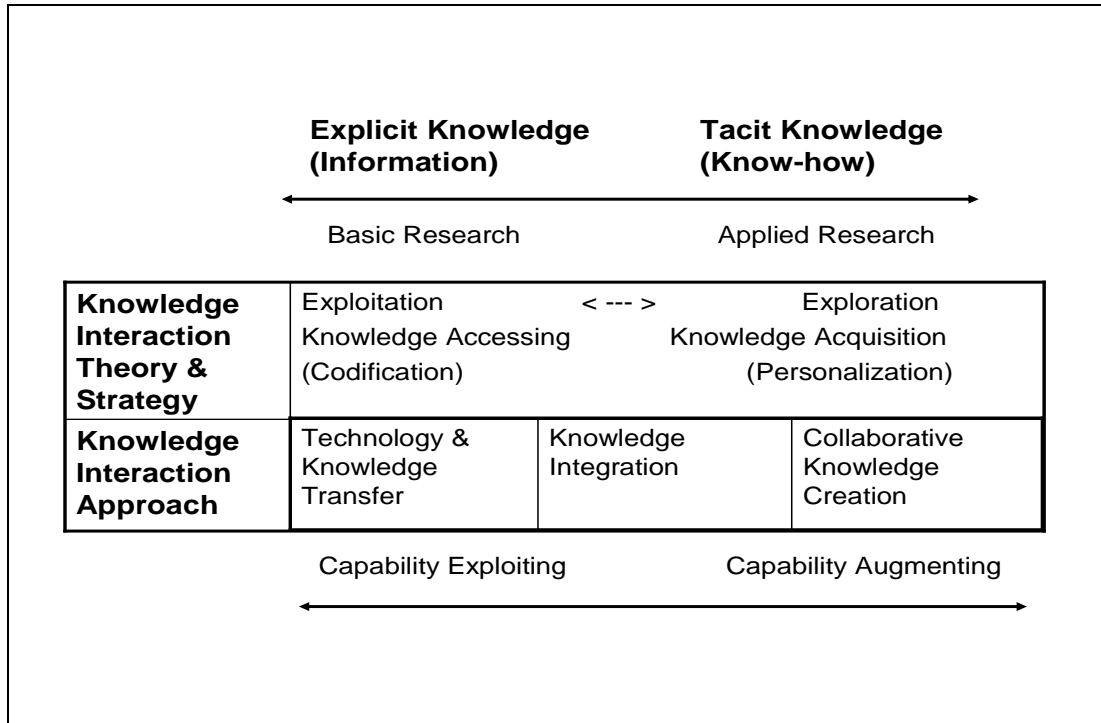 Explicit Knowledge Tacit Knowledge
(Information) (Know-how)
Basic Research Applied Research
Knowledge
Interaction
Theory &
Strategy
Exploitation < --- > Exploration
Knowledge Accessing Knowledge Acquisition
(Codification) (Personalization)
Knowledge
Interaction
Approach
Technology &
Knowledge
Transfer
Knowledge
Integration
Collaborative
Knowledge
Creation
Capability Exploiting Capability Augmenting